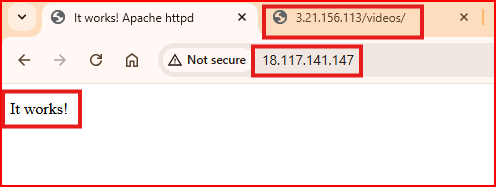 It works! Apache httpd
3.21.156.113/videos/
Not secure
18.117.141.147
It works!